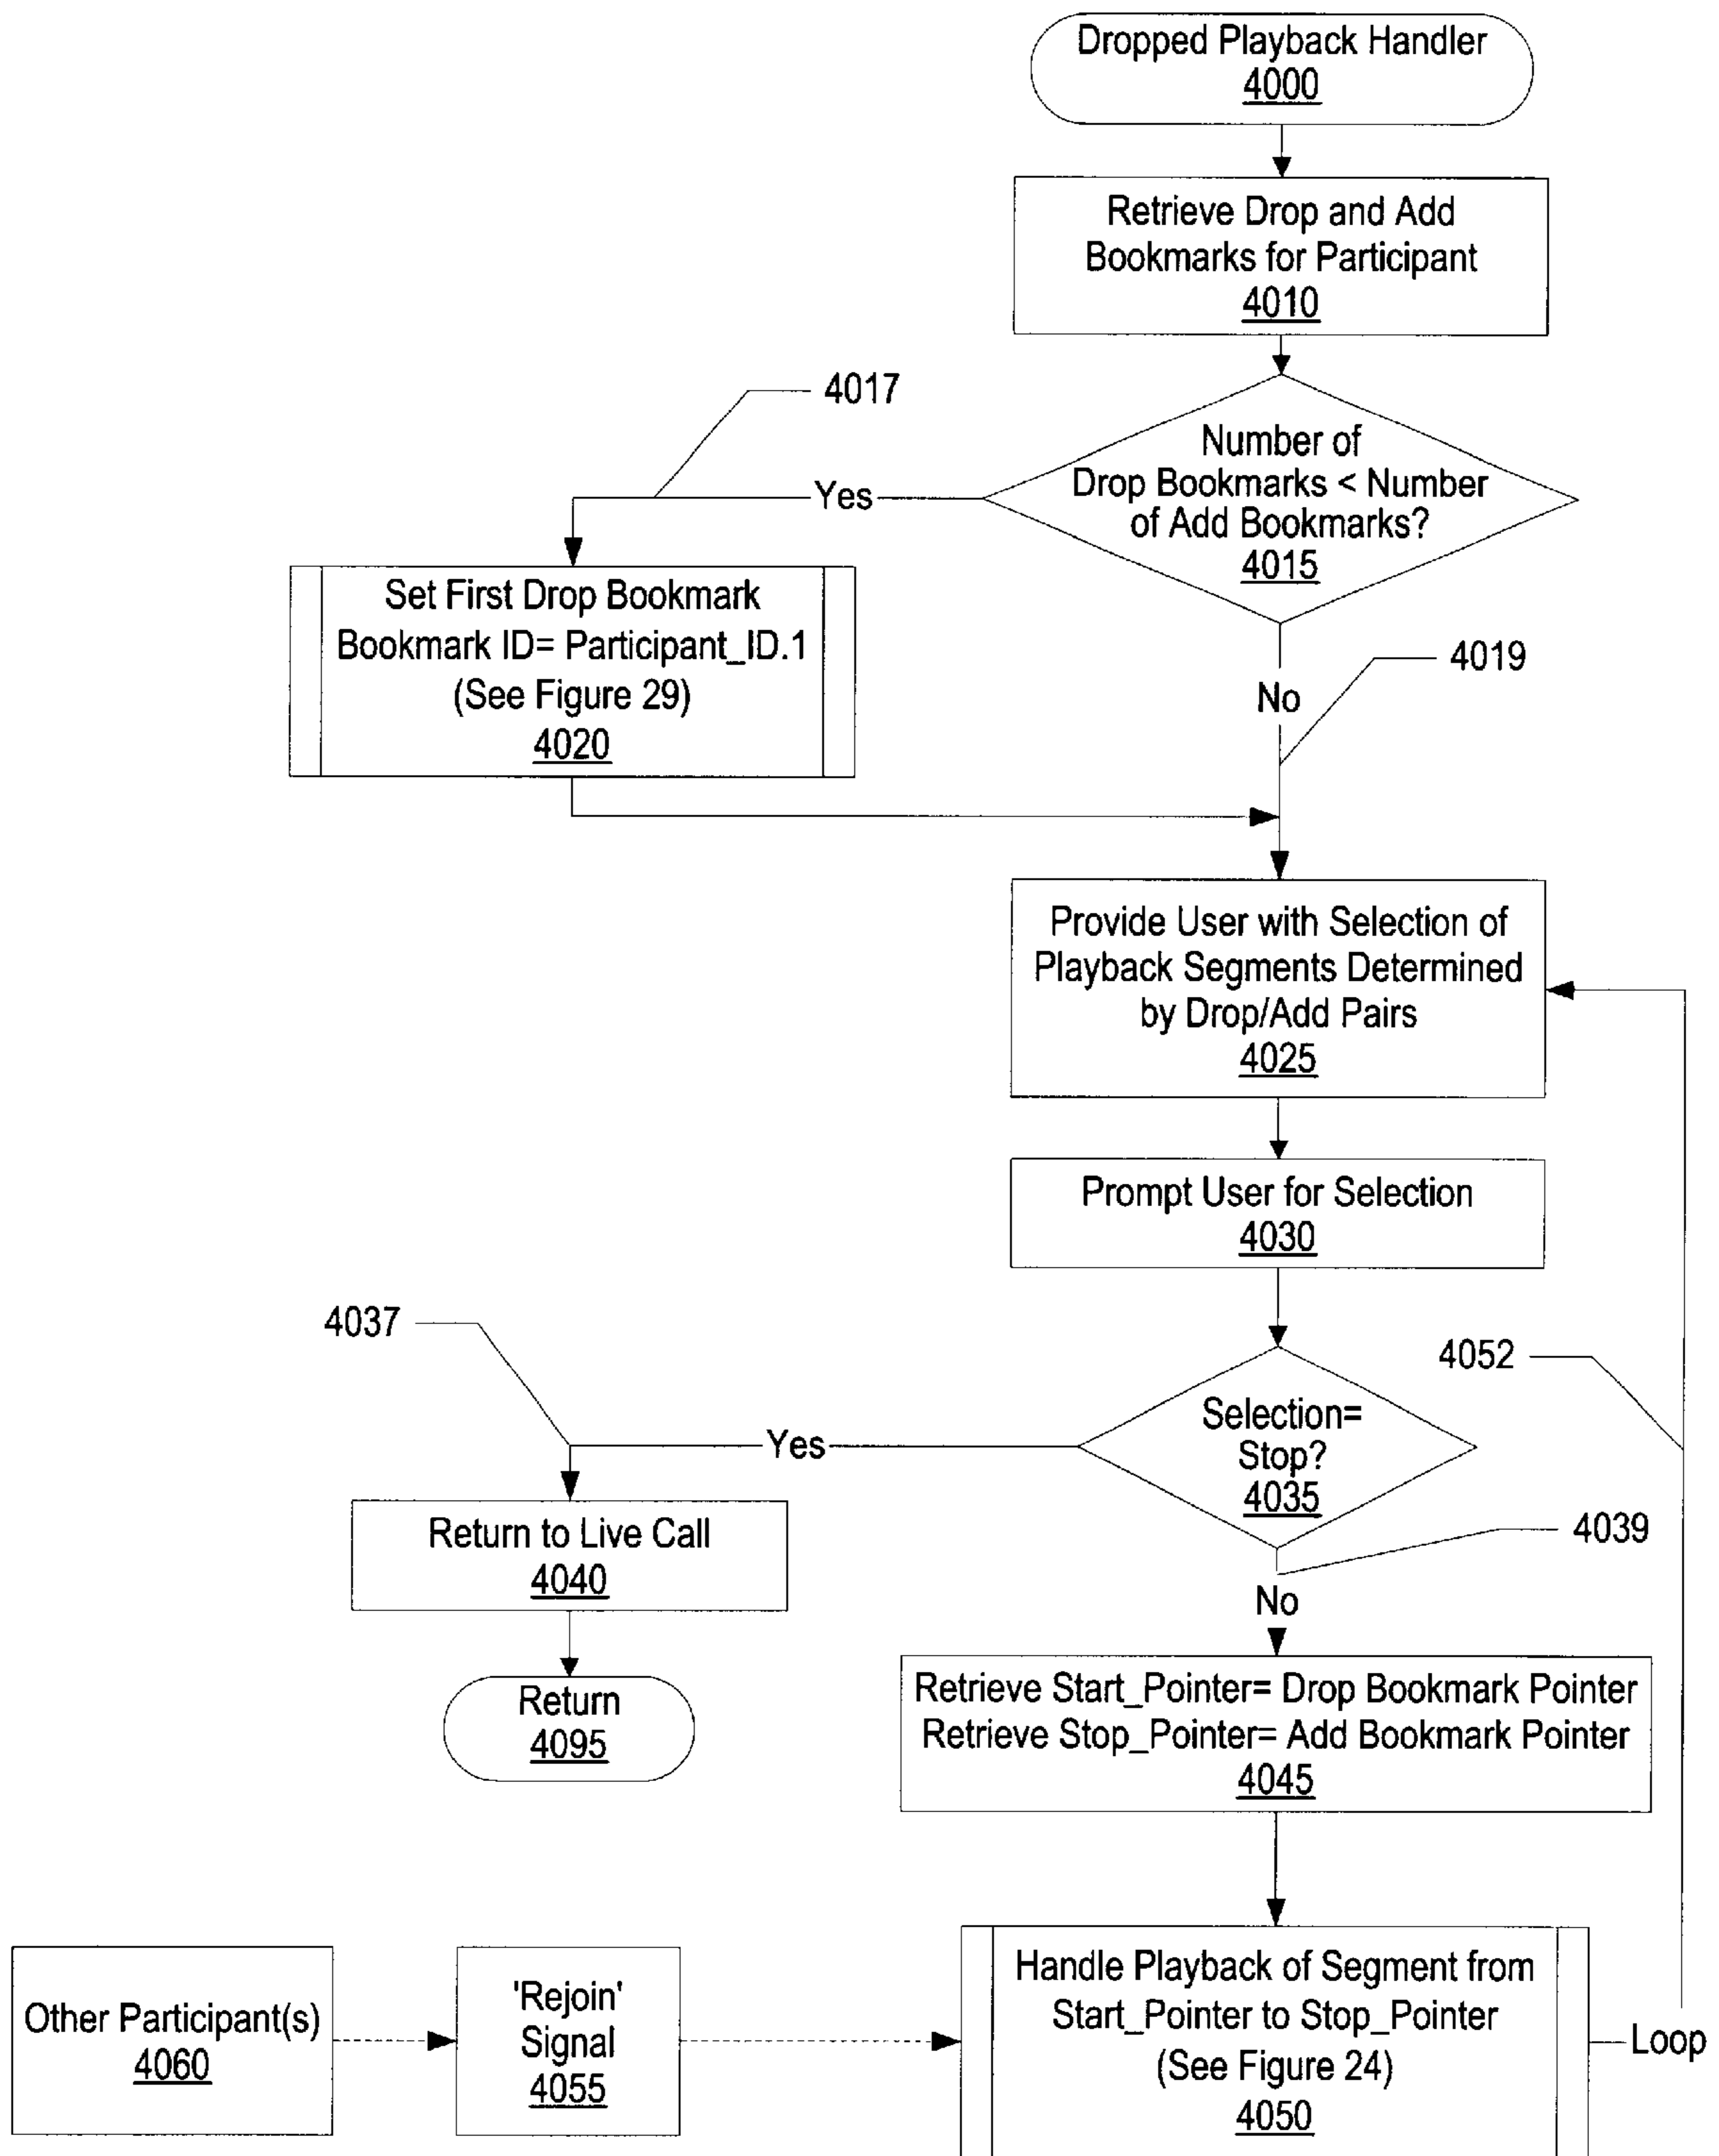 Dropped Playback Handler
4000
Retrieve Drop and Add
Bookmarks for Participant
4010
4017
Number of
Drop Bookmarks < Number
of Add Bookmarks?
4015
Yes
Set First Drop Bookmark
Bookmark ID= Participant_ID.1
(See Figure 29)
4020
4019
No
Provide User with Selection of
Playback Segments Determined
by Drop/Add Pairs
4025
Prompt User for Selection
4030
4037
4052
Selection=
Stop?
4035
Yes
4039
Return to Live Call
4040
No
Return
4095
Retrieve Start_Pointer= Drop Bookmark Pointer
Retrieve Stop_Pointer= Add Bookmark Pointer
4045
Other Participant(s)
4060
'Rejoin'
Signal
4055
Handle Playback of Segment from
Start_Pointer to Stop_Pointer
(See Figure 24)
4050
Loop